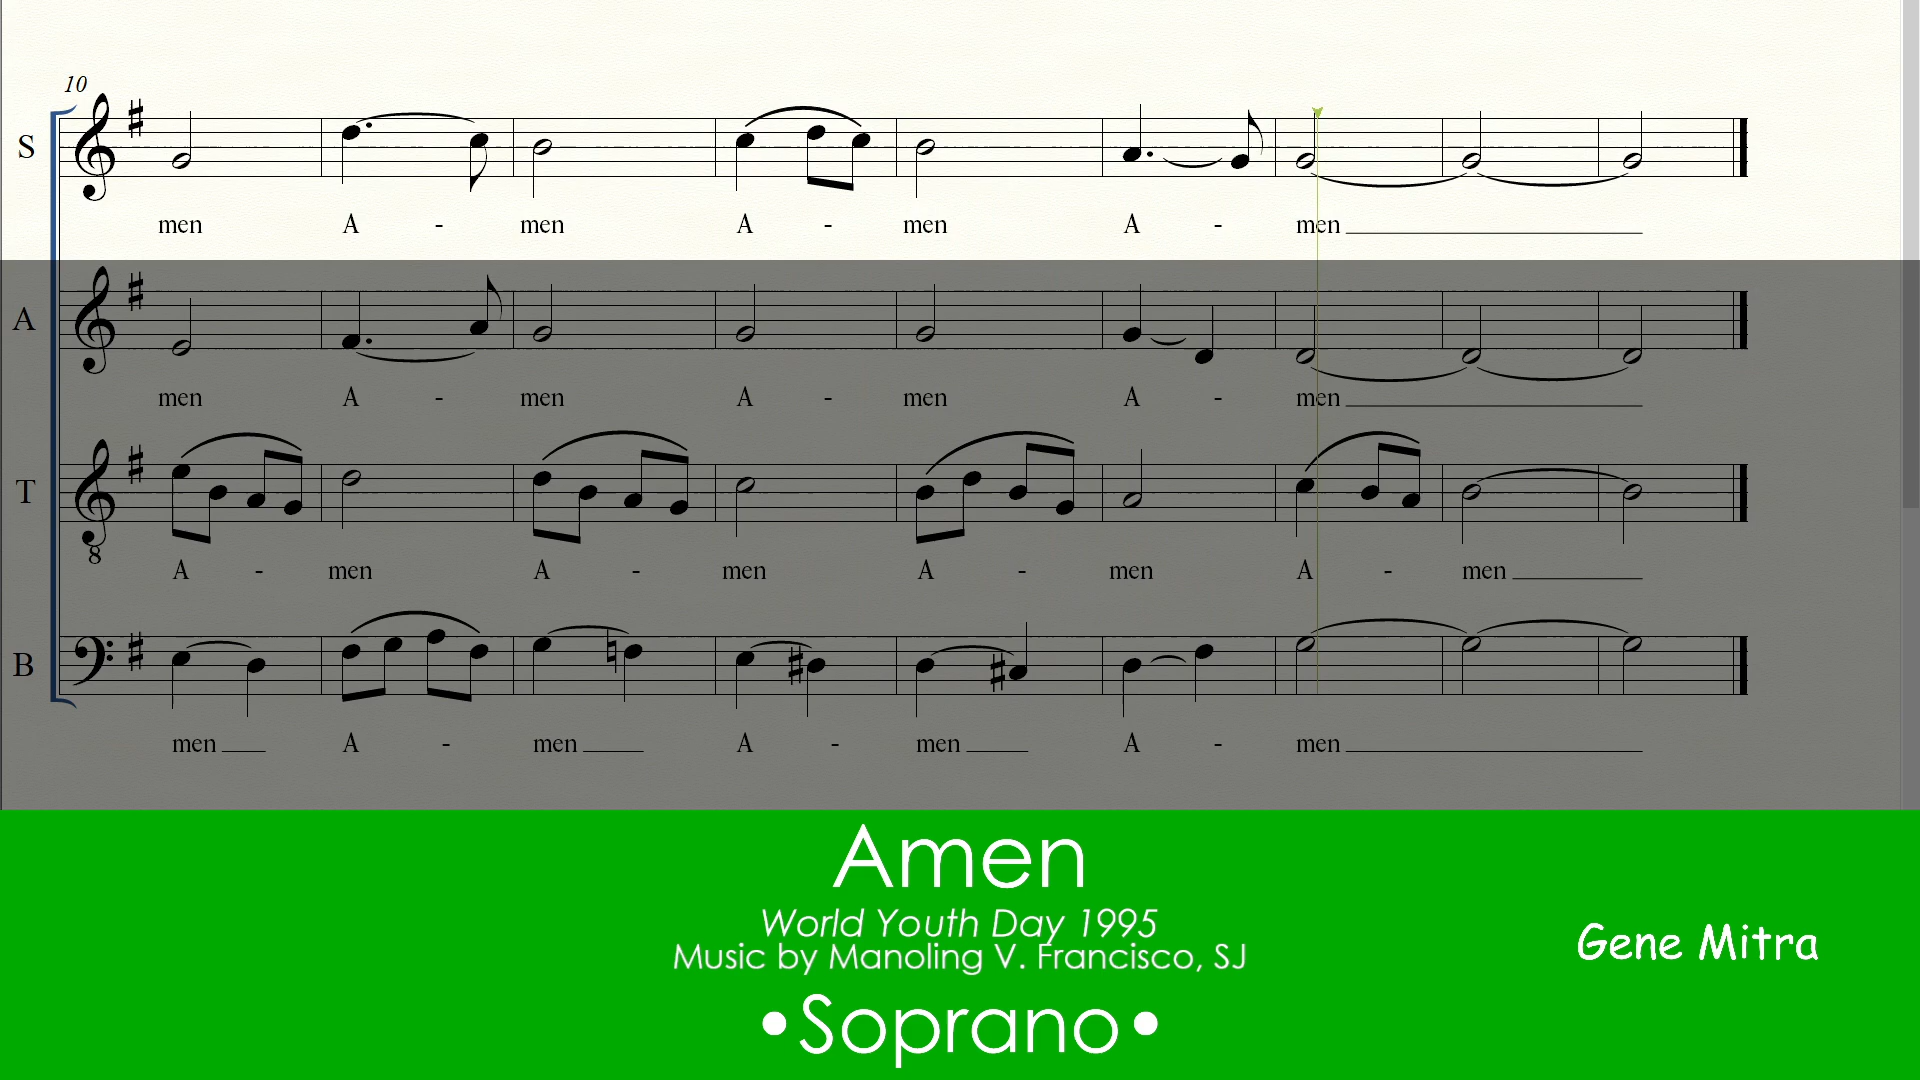 10
S
men A - men A - men A - men
A
men A - men A - men A - men
T
8
A - men A - men A - men A - men
B
men A - men A - men A - men
Amen
World Youth Day 1995
Music by Manoling V. Francisco, SJ
Gene Mitra
•Soprano•